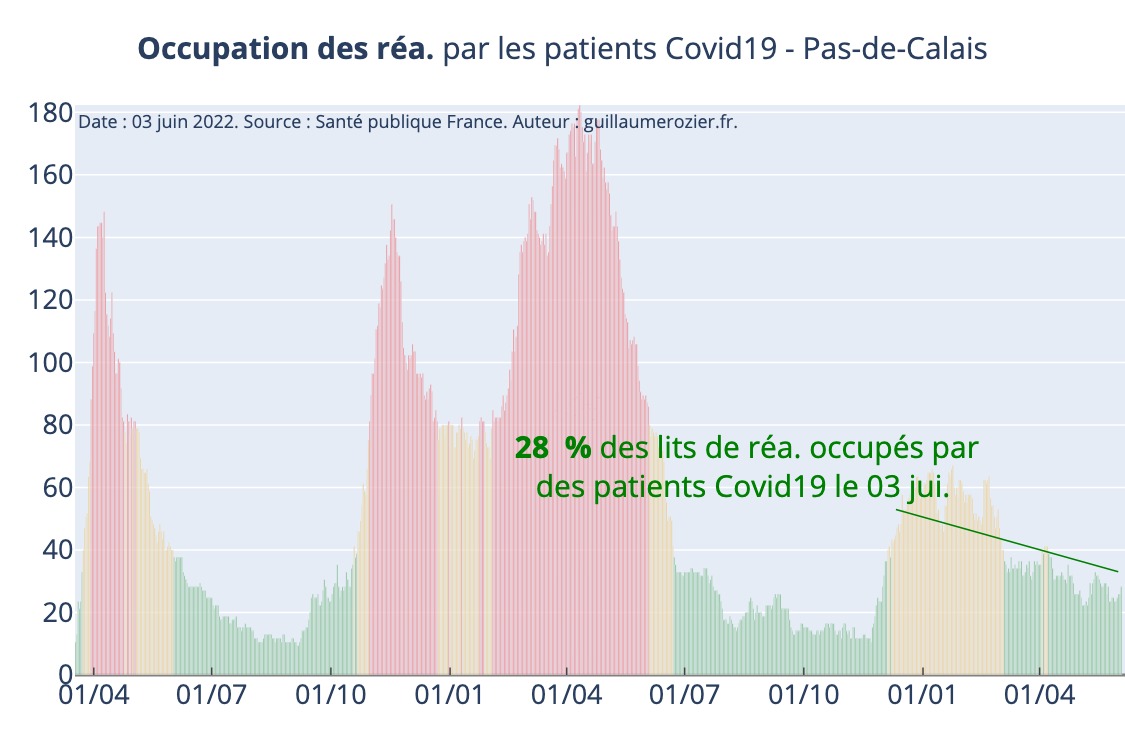 Occupation des réa. par les patients Covid19 - Pas-de-Calais
180
Date : 03 juin 2022. Source : Santé publique France. Auteur : guillaumerozier.fr.
160
140
120
100
80
28 % des lits de réa. occupés par
des patients Covid19 le 03 jui.
60
40
20
0
01/04 01/07 01/10 01/01 01/04 01/07 01/10 01/01 01/04